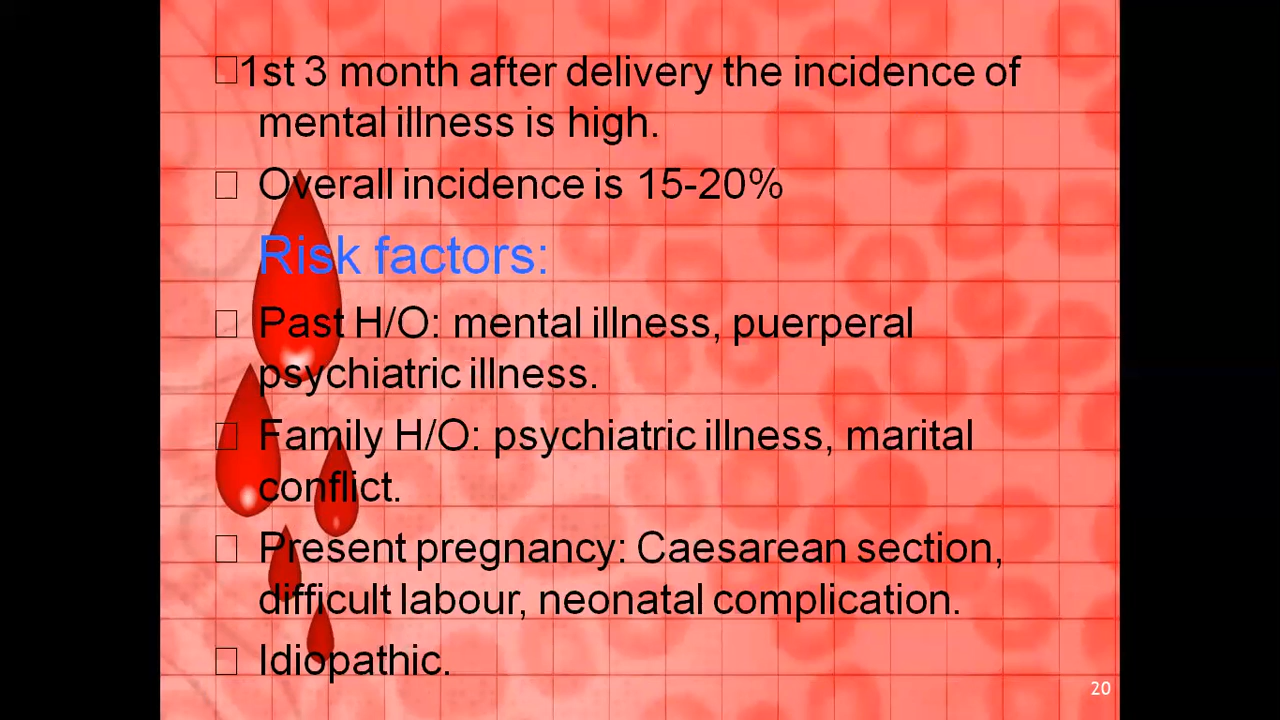 □1st 3 month after delivery the incidence of
mental illness is high.
□ Overall incidence is 15-20%
Risk factors:
□ Past H/O: mental illness, puerperal
psychiatric illness.
□ Family H/O: psychiatric illness, marital
conflict.
□ Present pregnancy: Caesarean section,
difficult labour, neonatal complication.
□ Idiopathic.
20